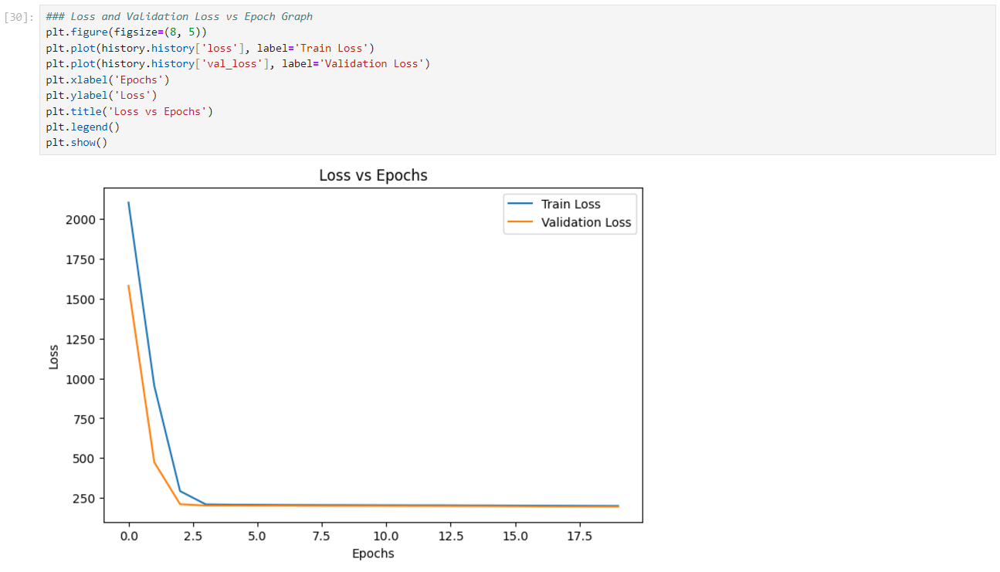 [30]:
### Loss and Validation Loss vs Epoch Graph
plt.figure(figsize=(8, 5))
plt.plot(history.history['loss'], label='Train Loss')
plt.plot(history.history['val_loss'], label='Validation Loss')
plt.xlabel('Epochs')
plt.ylabel('Loss')
plt.title('Loss vs Epochs')
plt.legend()
plt.show()
Loss vs Epochs
Train Loss
Validation Loss
2000
1750
1500
1250
1000
750
500
250
Loss
0.0 2.5 5.0 7.5 10.0 12.5 15.0 17.5
Epochs